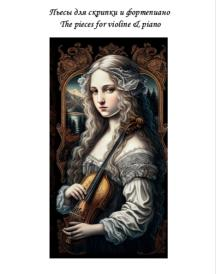 Пьесы для скрипки и фортепиано
The pieces for violine & piano